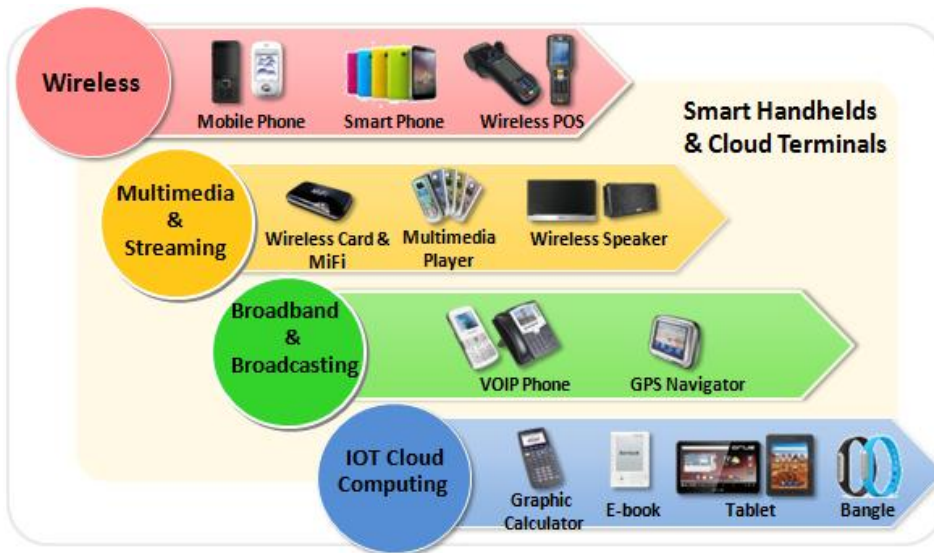 Wireless
Mobile Phone
Smart Phone
Wireless POS
Smart Handhelds
& Cloud Terminals
Multimedia
&
Streaming
Wireless Card &
MiFi
Multimedia
Player
Wireless Speaker
Broadband
&
Broadcasting
VOIP Phone
GPS Navigator
IOT Cloud
Computing
Graphic
Calculator
E-book
Tablet
Bangle